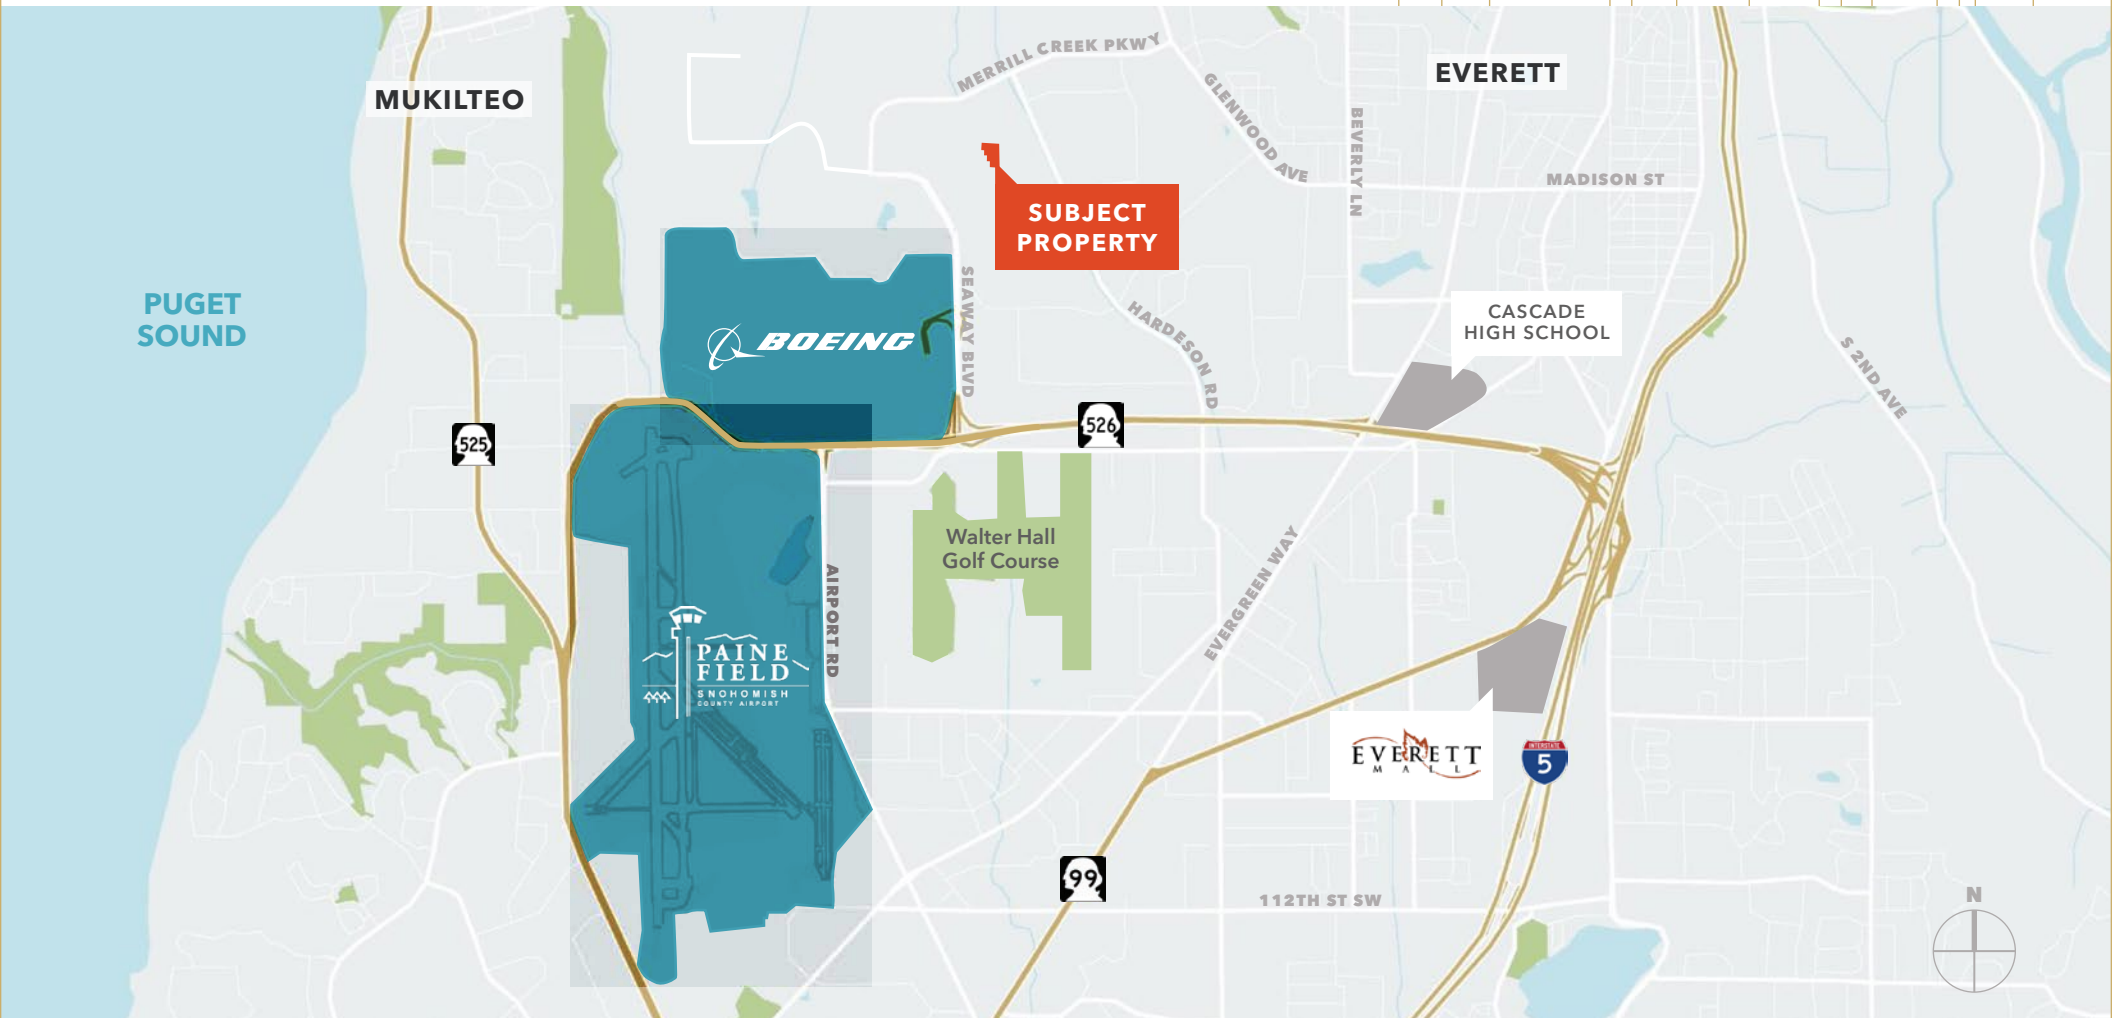 MERRILL CREEK PKWY
EVERETT
MUKILTEO
GLENWOOD AVE
BEVERLY LN
MADISON ST
SUBJECT
PROPERTY
PUGET
SOUND
SEAWAY BLVD
HARDESON RD
CASCADE
HIGH SCHOOL
BOEING
S 2ND AVE
525
526
Walter Hall
Golf Course
EVERGREEN WAY
AIRPORT RD
PAINE
FIELD
SNOHOMISH
COUNTY AIRPORT
EVERETT
MALL
INTERSTATE
5
99
112TH ST SW
N